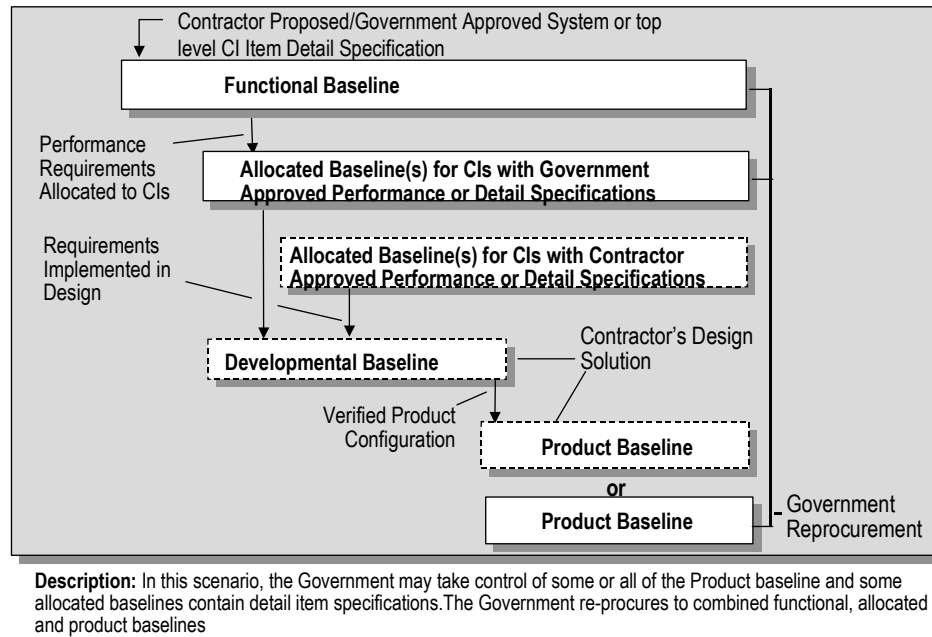 Contractor Proposed/Government Approved System or top
level CI Item Detail Specification
Functional Baseline
Performance
Requirements
Allocated to CIs
Allocated Baseline(s) for CIs with Government
Approved Performance or Detail Specifications
Requirements
Implemented in
Design
Allocated Baseline(s) for CIs with Contractor
Approved Performance or Detail Specifications
Developmental Baseline
Contractor's Design
Solution
Verified Product
Configuration
Product Baseline
or
Product Baseline
Government
Reprocurement
Description: In this scenario, the Government may take control of some or all of the Product baseline and some
allocated baselines contain detail item specifications.The Government re-procures to combined functional, allocated
and product baselines